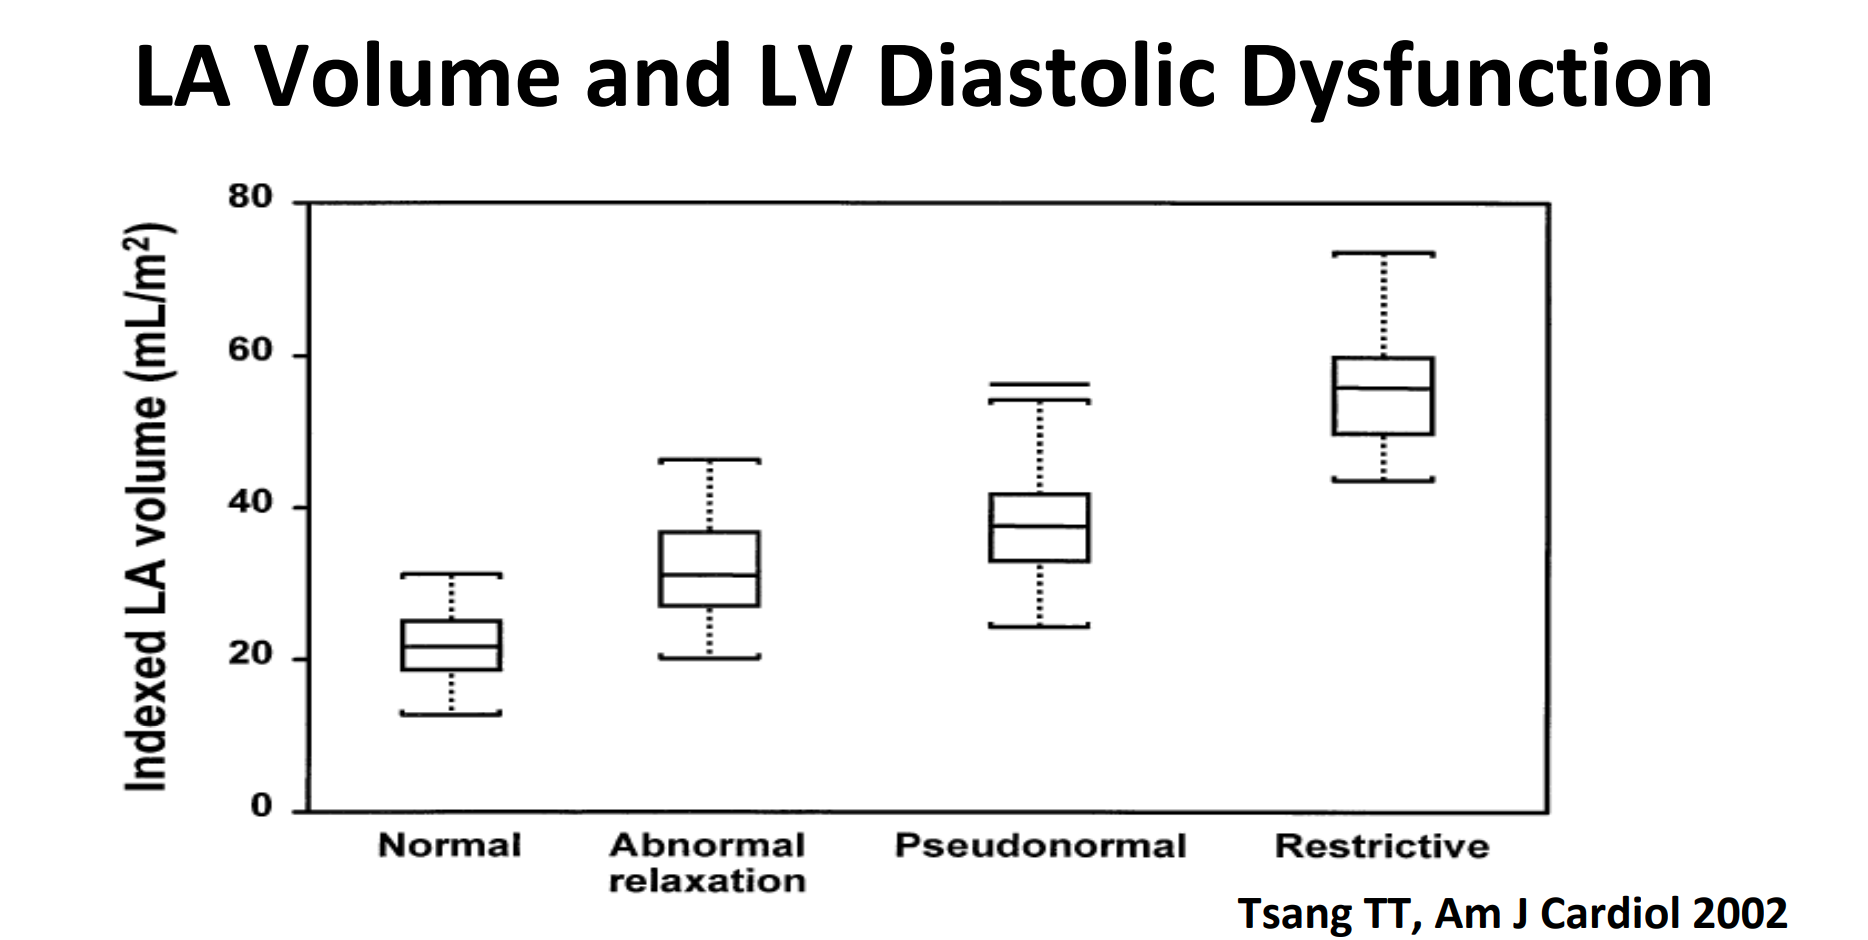 LA Volume and LV Diastolic Dysfunction
Indexed LA volume (mL/m²)
80
60
40
20
0
Normal
Abnormal
relaxation
Pseudonormal
Restrictive
Tsang TT, Am J Cardiol 2002